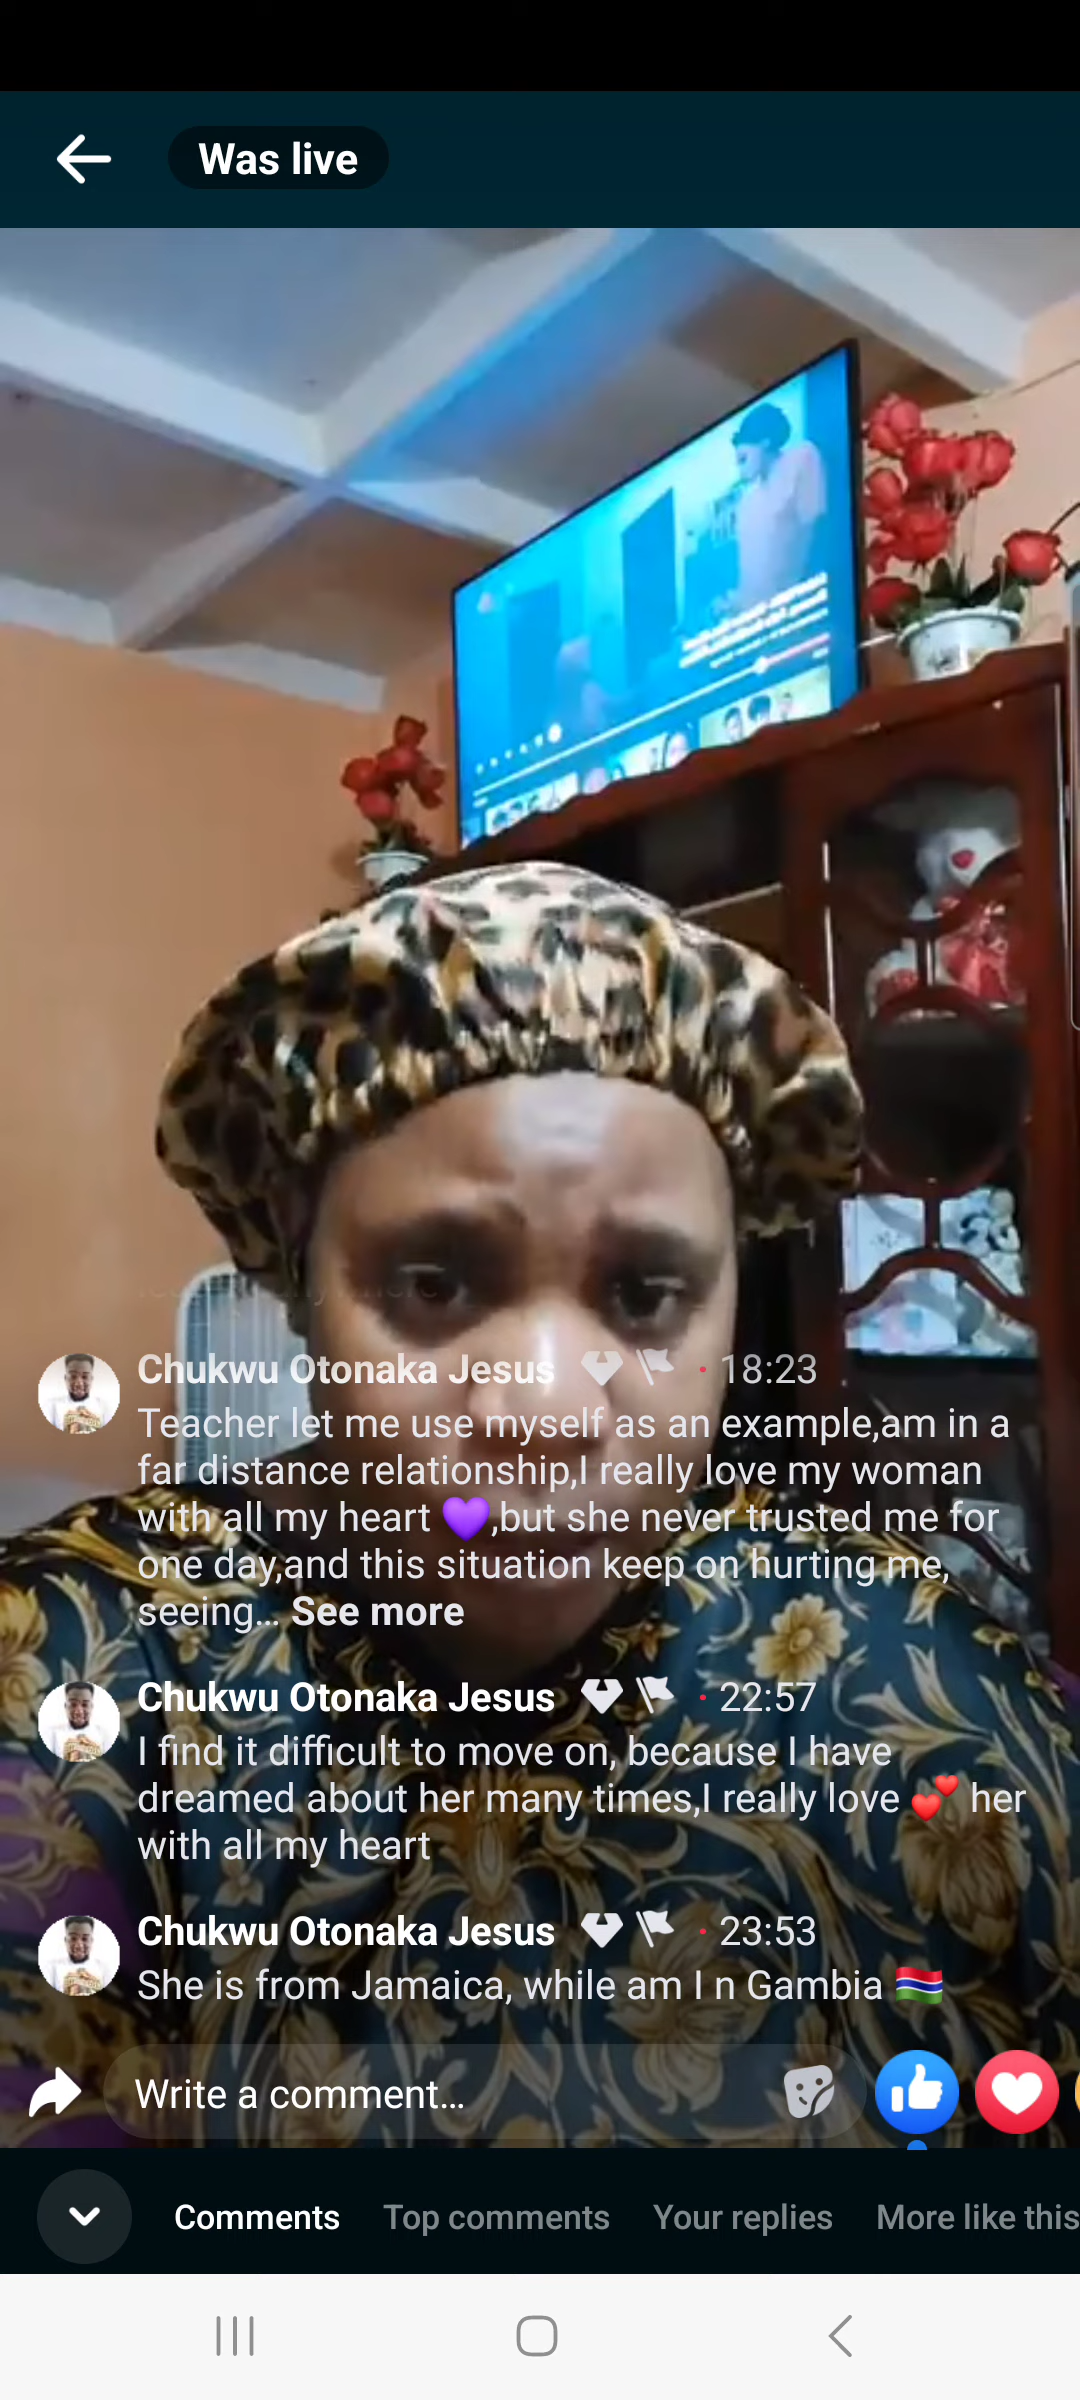 Was live
Chukwu Otonaka Jesus · 18:23
Teacher let me use myself as an example,am in a
far distance relationship,I really love my woman
with all my heart 💜,but she never trusted me for
one day,and this situation keep on hurting me,
seeing... See more
Chukwu Otonaka Jesus · 22:57
I find it difficult to move on, because I have
dreamed about her many times,I really love 💕 her
with all my heart
Chukwu Otonaka Jesus · 23:53
She is from Jamaica, while am I n Gambia 🇬🇲
Write a comment...
Comments Top comments Your replies More like this